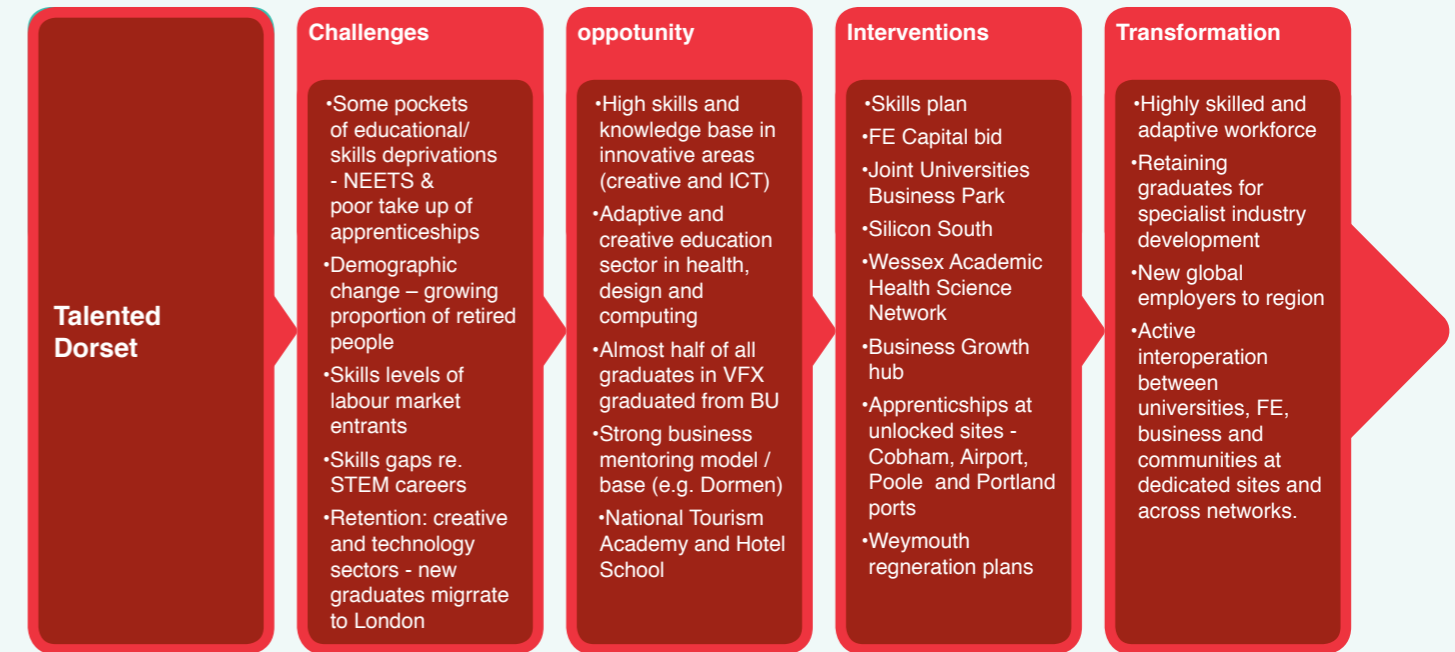 Talented
Dorset
Challenges
•Some pockets
of educational/
skills deprivations
- NEETS &
poor take up of
apprenticeships
•Demographic
change – growing
proportion of retired
people
•Skills levels of
labour market
entrants
•Skills gaps re.
STEM careers
•Retention: creative
and technology
sectors - new
graduates migrrate
to London
oppotunity
•High skills and
knowledge base in
innovative areas
(creative and ICT)
•Adaptive and
creative education
sector in health,
design and
computing
•Almost half of all
graduates in VFX
graduated from BU
•Strong business
mentoring model /
base (e.g. Dormen)
•National Tourism
Academy and Hotel
School
Interventions
•Skills plan
•FE Capital bid
•Joint Universities
Business Park
•Silicon South
•Wessex Academic
Health Science
Network
•Business Growth
hub
•Apprenticships at
unlocked sites -
Cobham, Airport,
Poole  and Portland
ports
•Weymouth
regneration plans
Transformation
•Highly skilled and
adaptive workforce
•Retaining
graduates for
specialist industry
development
•New global
employers to region
•Active
interoperation
between
universities, FE,
business and
communities at
dedicated sites and
across networks.